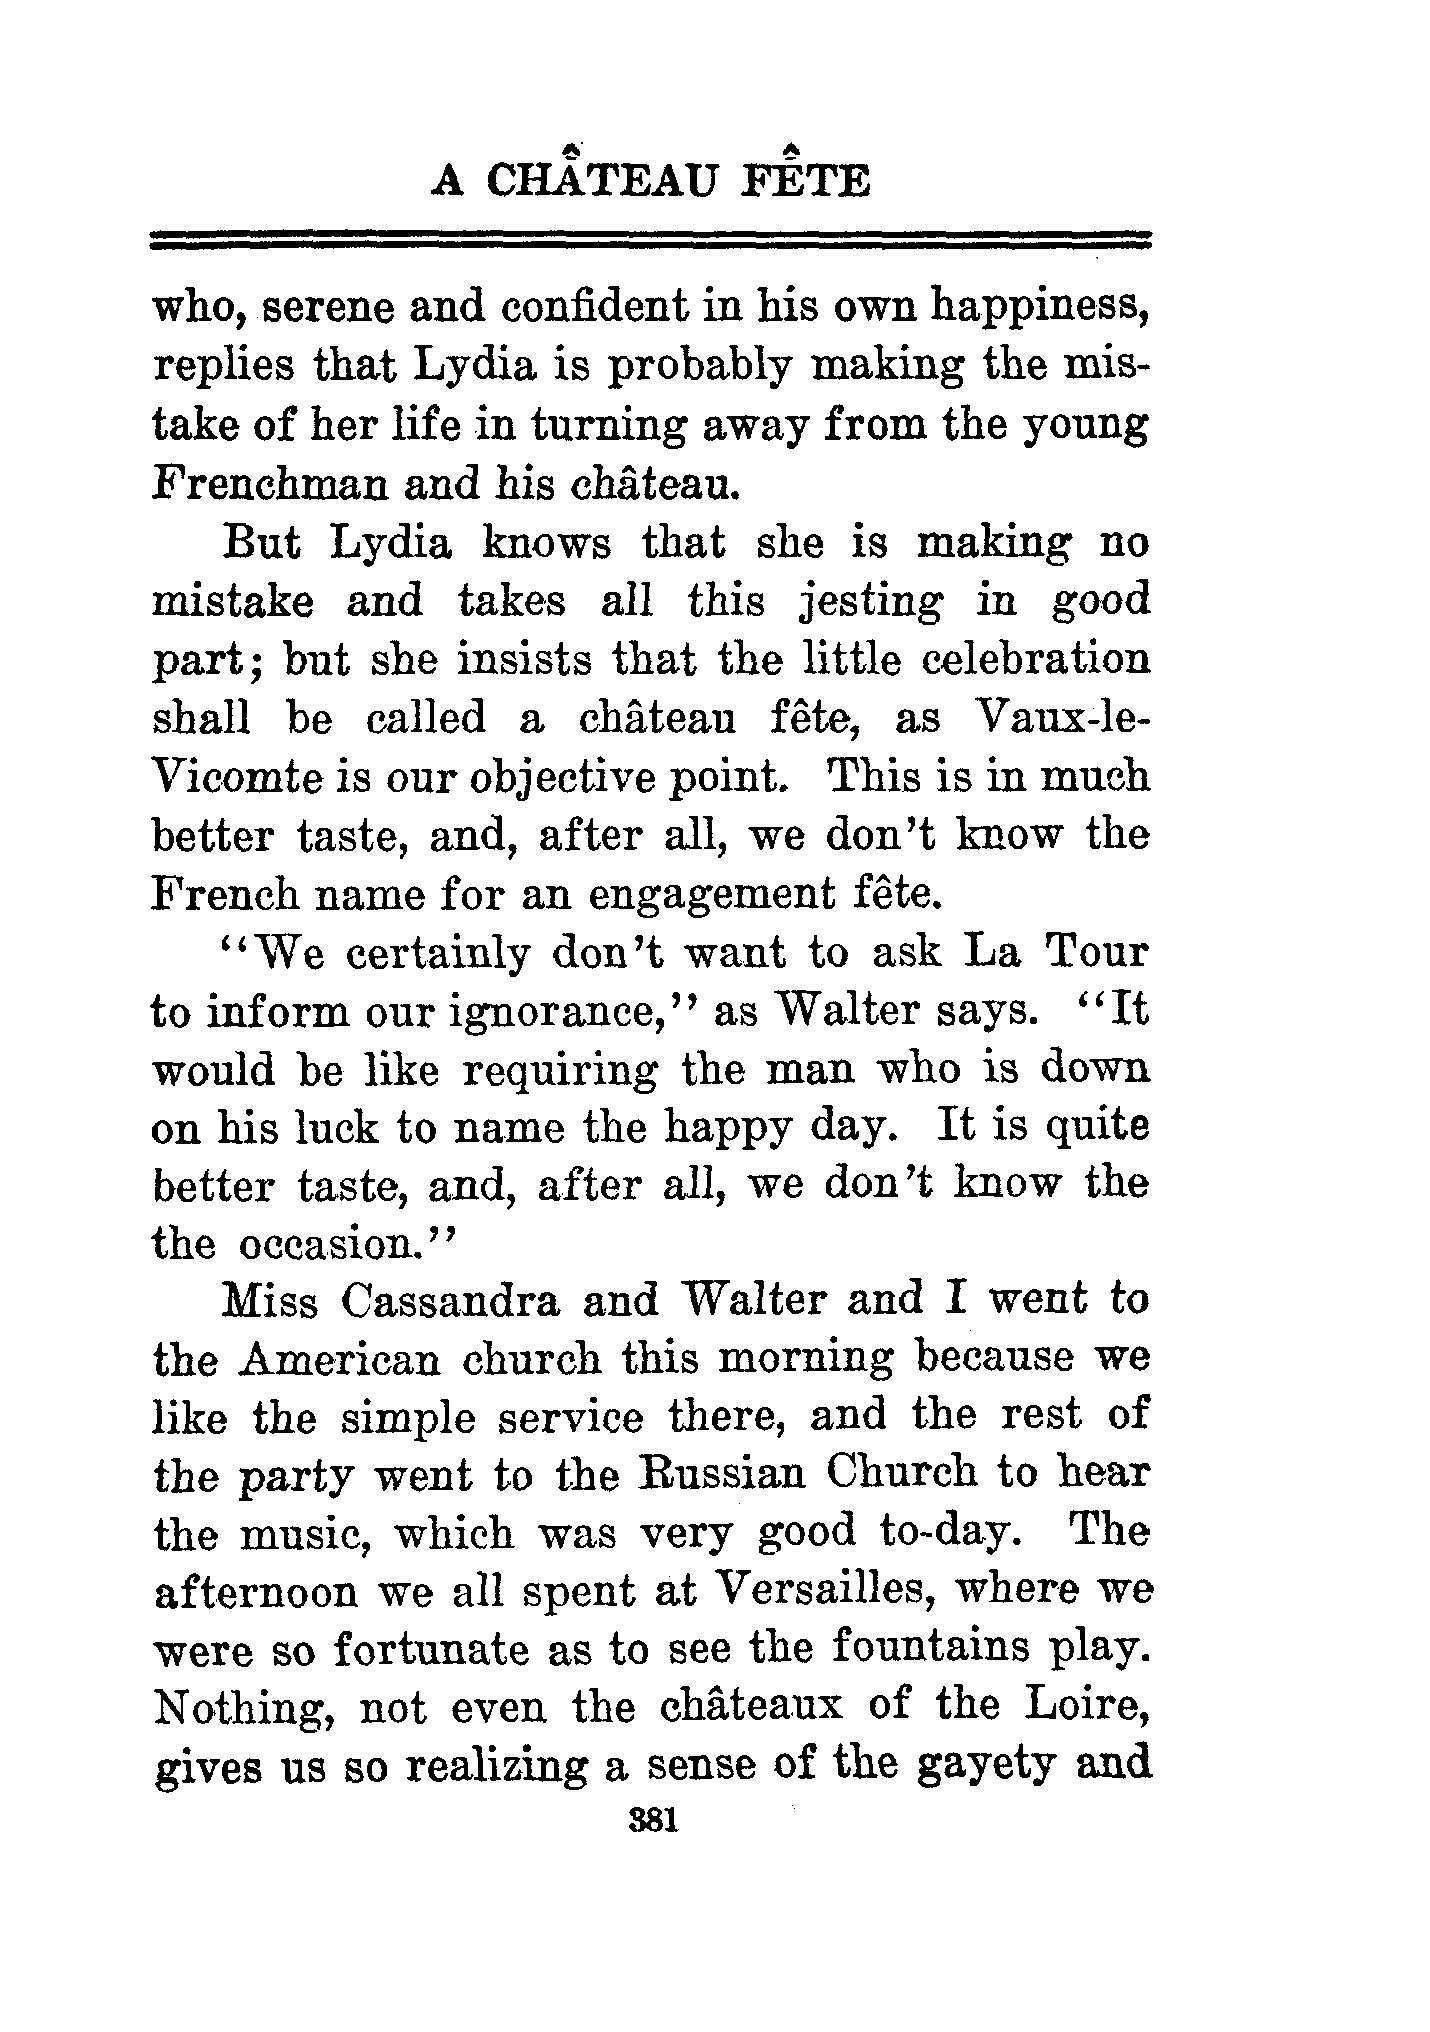 A CHÂTEAU FÊTE
who, serene and confident in his own happiness,
replies that Lydia is probably making the mis-
take of her life in turning away from the young
Frenchman and his château.
But Lydia knows that she is making no
mistake and takes all this jesting in good
part; but she insists that the little celebration
shall be called a château fête, as Vaux-le-
Vicomte is our objective point. This is in much
better taste, and, after all, we don't know the
French name for an engagement fête.
"We certainly don't want to ask La Tour
to inform our ignorance," as Walter says. "It
would be like requiring the man who is down
on his luck to name the happy day. It is quite
better taste, and, after all, we don't know the
the occasion."
Miss Cassandra and Walter and I went to
the American church this morning because we
like the simple service there, and the rest of
the party went to the Russian Church to hear
the music, which was very good to-day. The
afternoon we all spent at Versailles, where we
were so fortunate as to see the fountains play.
Nothing, not even the châteaux of the Loire,
gives us so realizing a sense of the gayety and
381